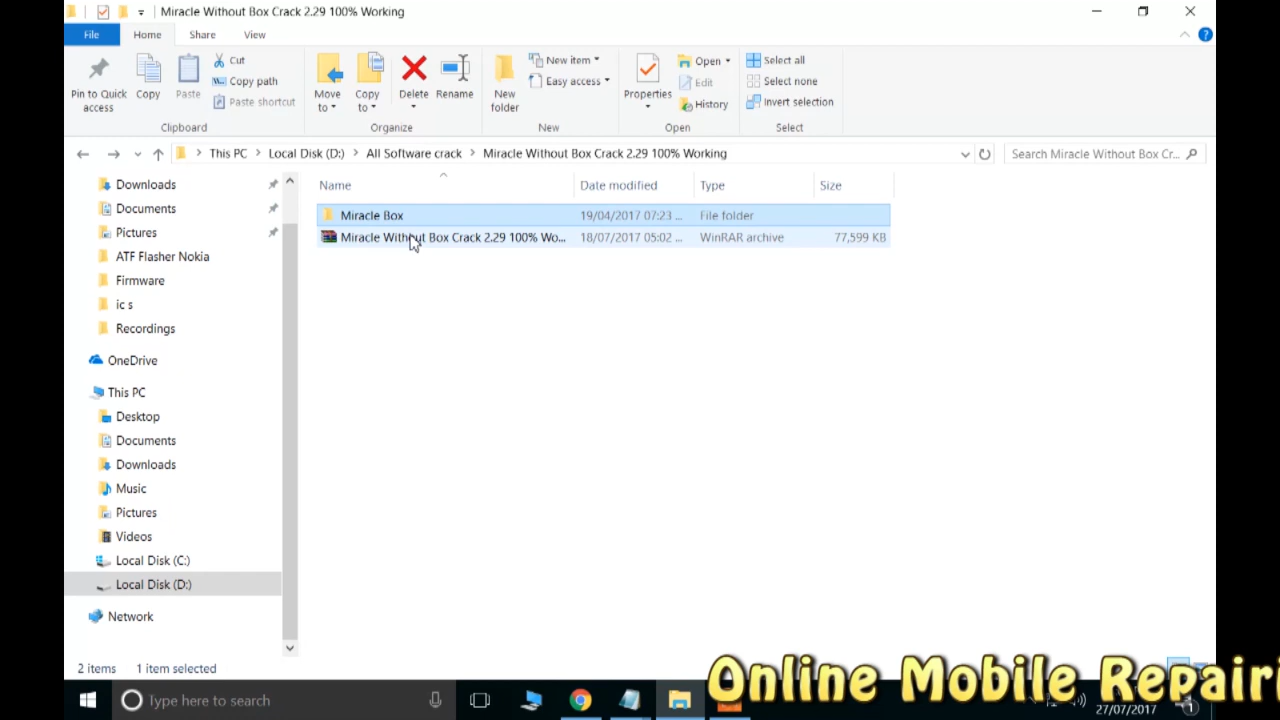 Miracle Without Box Crack 2.29 100% Working
File Home Share View
Pin to Quick access
Copy
Paste
Cut
Copy path
Paste shortcut
Clipboard
Move to
Copy to
Delete
Rename
Organize
New folder
New item
Easy access
New
Properties
Open
Edit
History
Open
Select all
Select none
Invert selection
Select
This PC > Local Disk (D:) > All Software crack > Miracle Without Box Crack 2.29 100% Working
Search Miracle Without Box Cr...
Name Date modified Type Size
Miracle Box 19/04/2017 07:23 ... File folder
Miracle Without Box Crack 2.29 100% Wo... 18/07/2017 05:02 ... WinRAR archive 77,599 KB
Downloads
Documents
Pictures
ATF Flasher Nokia
Firmware
ic s
Recordings
OneDrive
This PC
Desktop
Documents
Downloads
Music
Pictures
Videos
Local Disk (C:)
Local Disk (D:)
Network
2 items 1 item selected
Online Mobile Repairi
Type here to search
27/07/2017
1